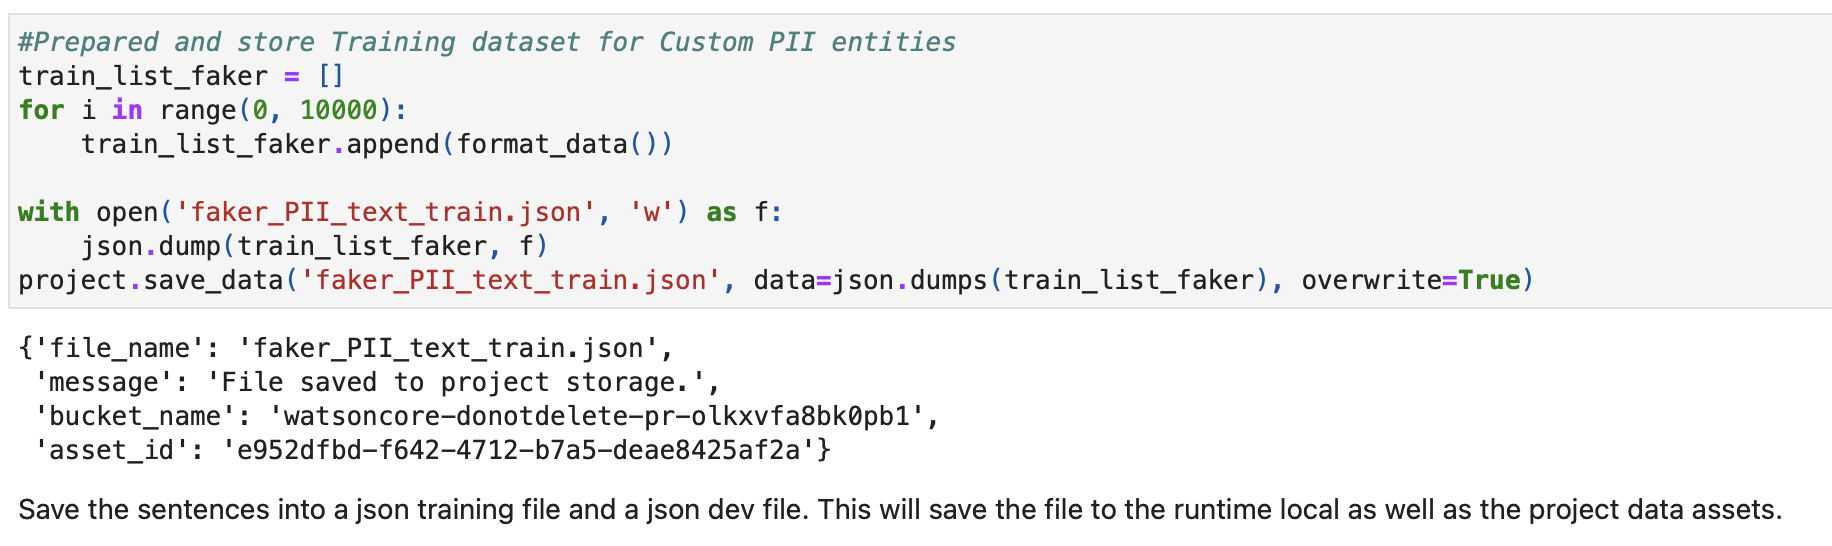 #Prepared and store Training dataset for Custom PII entities
train_list_faker = []
for i in range(0, 10000):
    train_list_faker.append(format_data())

with open('faker_PII_text_train.json', 'w') as f:
    json.dump(train_list_faker, f)
project.save_data('faker_PII_text_train.json', data=json.dumps(train_list_faker), overwrite=True)
{'file_name': 'faker_PII_text_train.json',
 'message': 'File saved to project storage.',
 'bucket_name': 'watsoncore-donotdelete-pr-olkxvfa8bk0pb1',
 'asset_id': 'e952dfbd-f642-4712-b7a5-deae8425af2a'}
Save the sentences into a json training file and a json dev file. This will save the file to the runtime local as well as the project data assets.